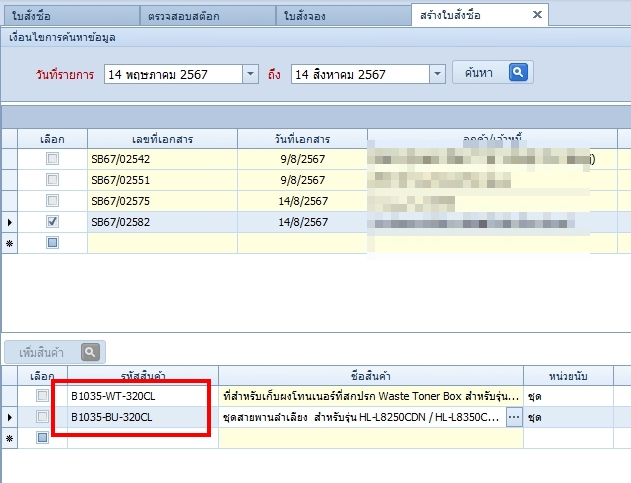 ใบสั่งซื้อ ตรวจสอบสต๊อก ใบสั่งจอง สร้างใบสั่งซื้อ
เงื่อนไขการค้นหาข้อมูล
วันที่รายการ 14 พฤษภาคม 2567 ถึง 14 สิงหาคม 2567 ค้นหา
เลือก เลขที่เอกสาร วันที่เอกสาร ลูกค้า/เจ้าหนี้
SB67/02542 9/8/2567
SB67/02551 9/8/2567
SB67/02575 14/8/2567
SB67/02582 14/8/2567
เพิ่มสินค้า
เลือก รหัสสินค้า ชื่อสินค้า หน่วยนับ
B1035-WT-320CL ที่สำหรับเก็บผงโทนเนอร์ที่สกปรก Waste Toner Box สำหรับรุ่น... ชุด
B1035-BU-320CL ชุดสายพานลำเลียง สำหรับรุ่น HL-L8250CDN / HL-L8350C... ... ชุด